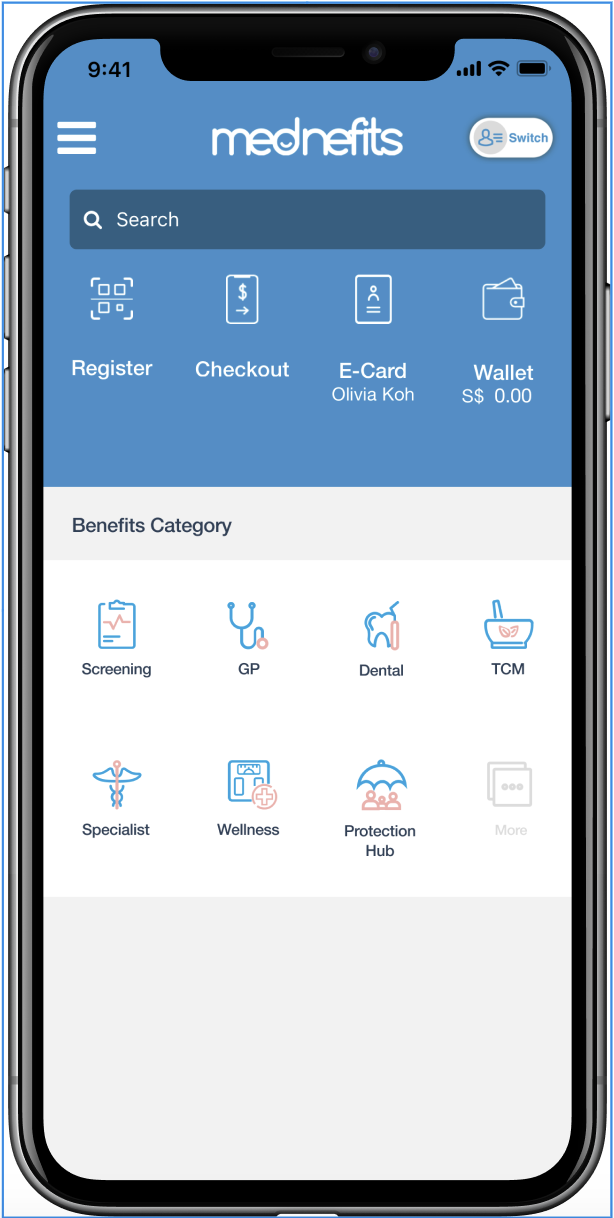 9:41
mednefits
Switch
Search
$
Register
Checkout
E-Card
Wallet
Olivia Koh
S$ 0.00
Benefits Category
Screening
GP
Dental
TCM
Specialist
Wellness
Protection
Hub
More